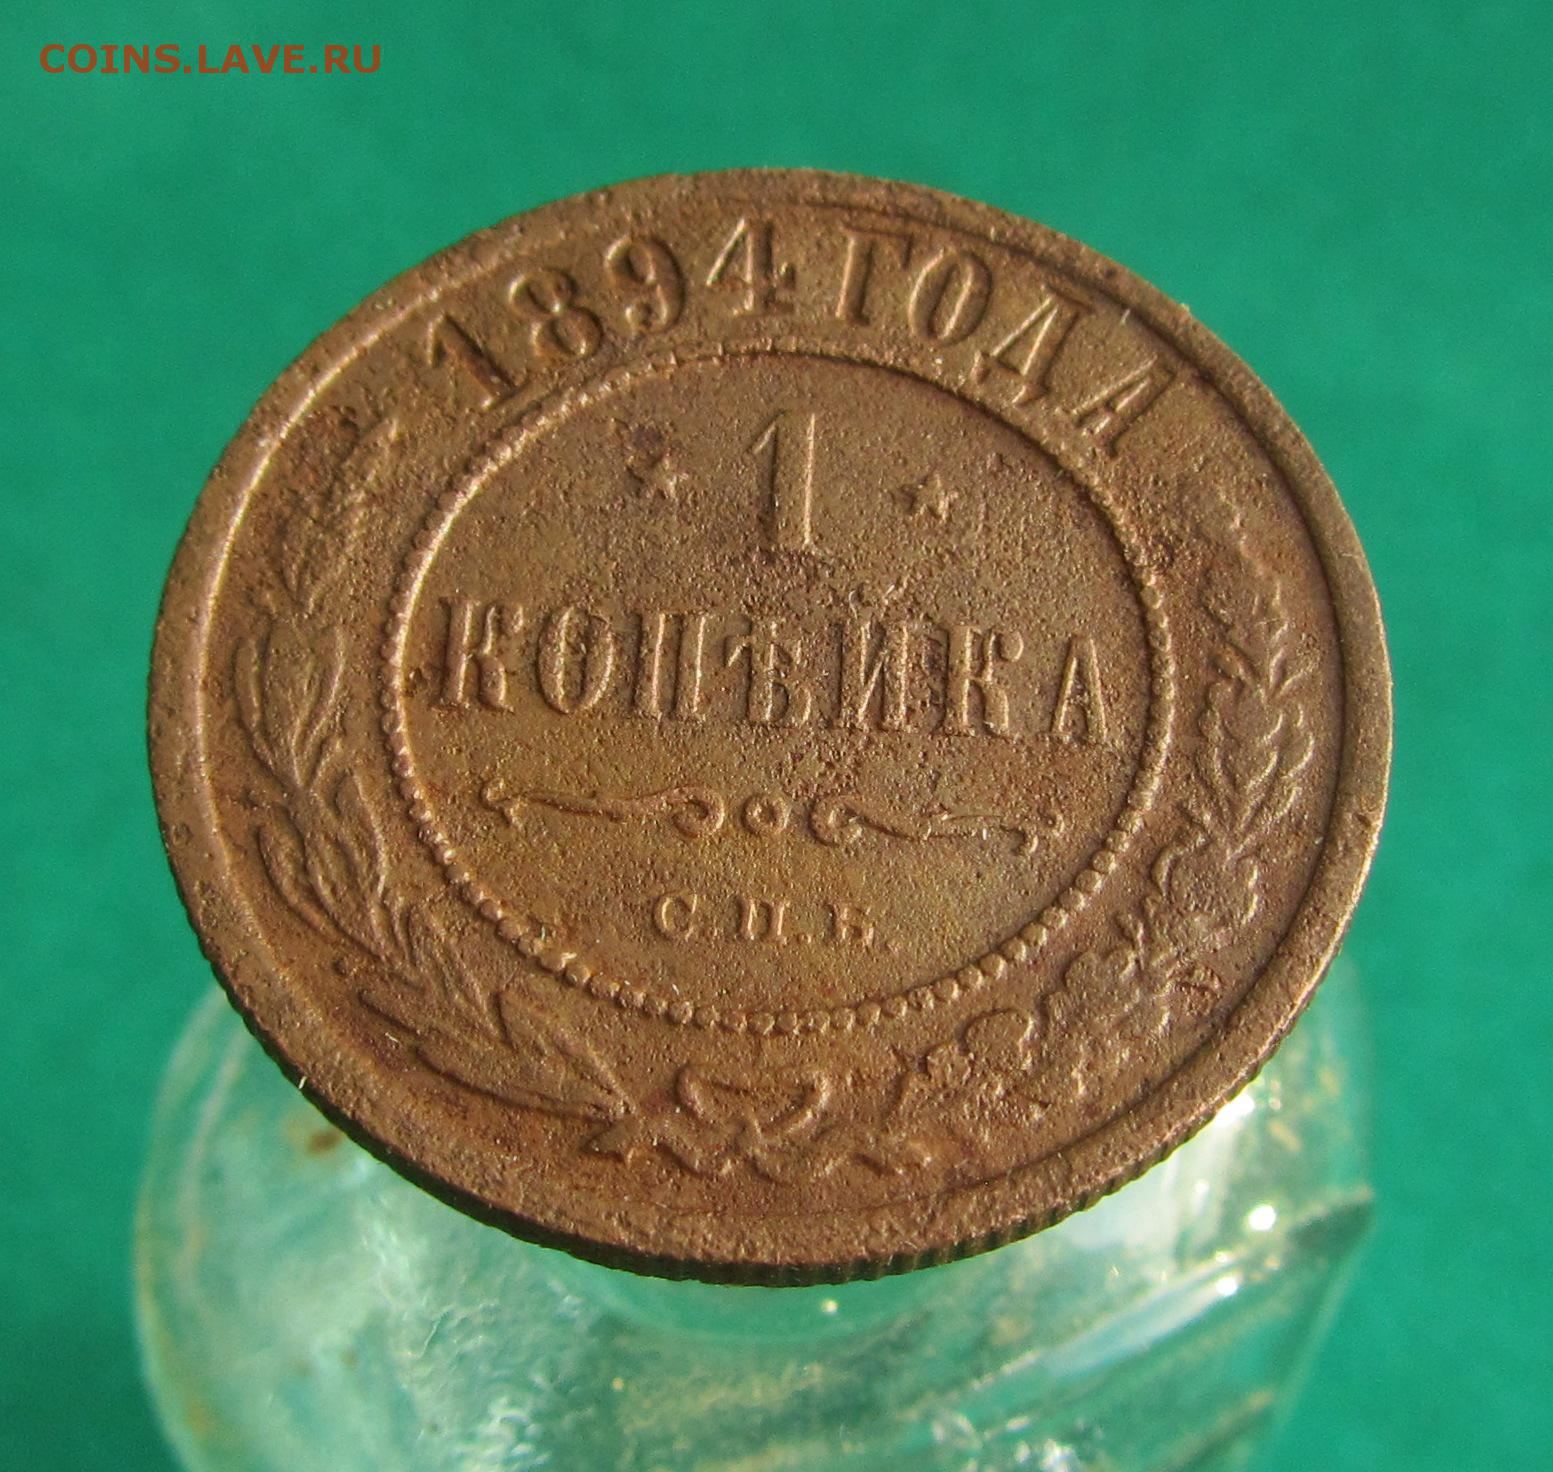 COINS.LAVE.RU
1894 ГОДА
* 1 *
КОПѢЙКА
С.П.Б.